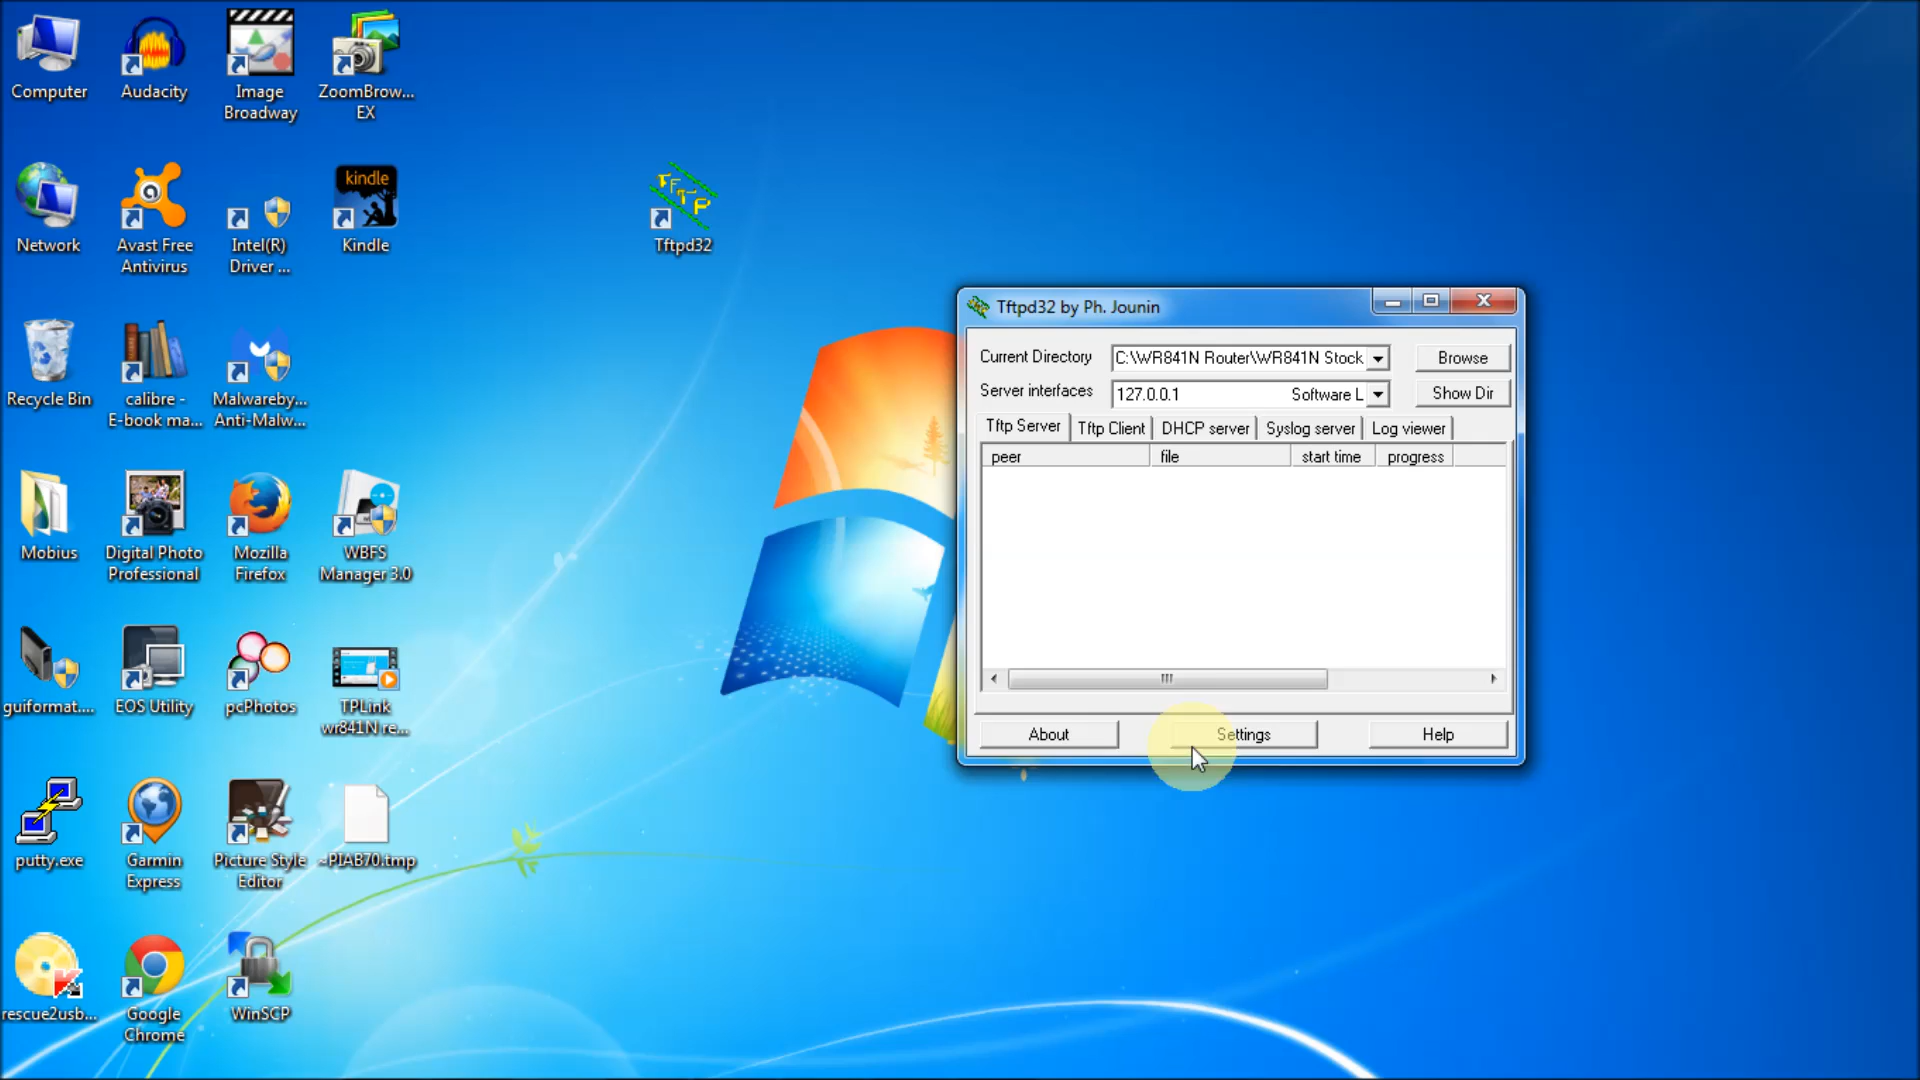 Computer
Audacity
Image
Broadway
ZoomBrow...
EX
Network
Avast Free
Antivirus
Intel(R)
Driver ...
kindle
Kindle
TFTP
Tftpd32
Recycle Bin
calibre -
E-book ma...
Malwareby...
Anti-Malw...
Mobius
Digital Photo
Professional
Mozilla
Firefox
WBFS
Manager 3.0
guiformat....
EOS Utility
pcPhotos
TPLink
wr841N re...
putty.exe
Garmin
Express
Picture Style
Editor
~PIAB70.tmp
rescue2usb...
Google
Chrome
WinSCP
Tftpd32 by Ph. Jounin
Current Directory
C:\WR841N Router\WR841N Stock
Browse
Server interfaces
127.0.0.1 Software L
Show Dir
Tftp Server Tftp Client DHCP server Syslog server Log viewer
peer file start time progress
About Settings Help